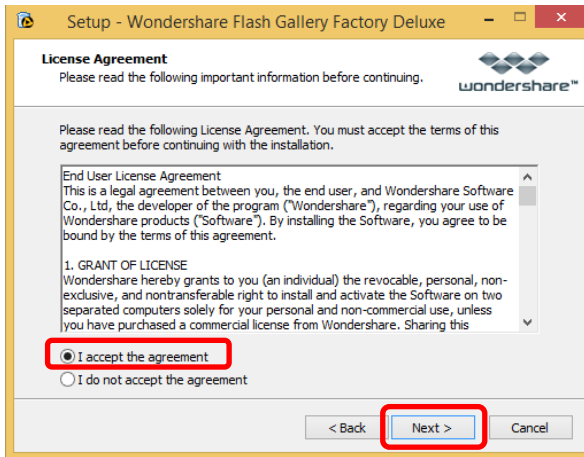 Setup - Wondershare Flash Gallery Factory Deluxe
License Agreement
Please read the following important information before continuing.
wondershare™
Please read the following License Agreement. You must accept the terms of this
agreement before continuing with the installation.
End User License Agreement
This is a legal agreement between you, the end user, and Wondershare Software
Co., Ltd, the developer of the program ("Wondershare"), regarding your use of
Wondershare products ("Software"). By installing the Software, you agree to be
bound by the terms of this agreement.
1. GRANT OF LICENSE
Wondershare hereby grants to you (an individual) the revocable, personal, non-
exclusive, and nontransferable right to install and activate the Software on two
separated computers solely for your personal and non-commercial use, unless
you have purchased a commercial license from Wondershare. Sharing this
I accept the agreement
I do not accept the agreement
< Back
Next >
Cancel